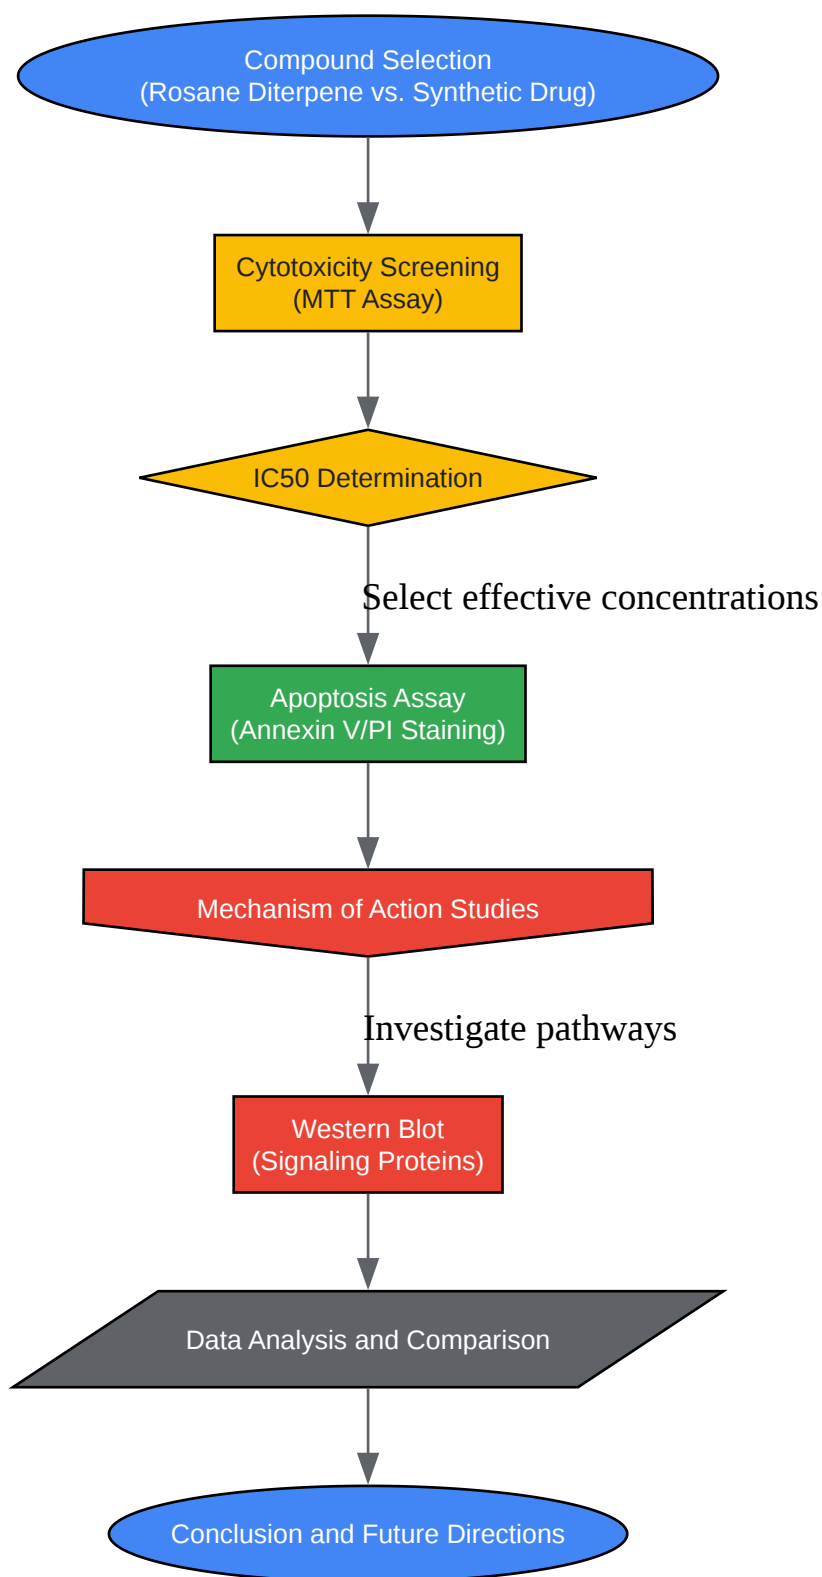 Compound Selection
(Rosane Diterpene vs. Synthetic Drug)
Cytotoxicity Screening
(MTT Assay)
IC50 Determination
Select effective concentrations
Apoptosis Assay
(Annexin V/PI Staining)
Mechanism of Action Studies
Investigate pathways
Western Blot
(Signaling Proteins)
Data Analysis and Comparison
Conclusion and Future Directions